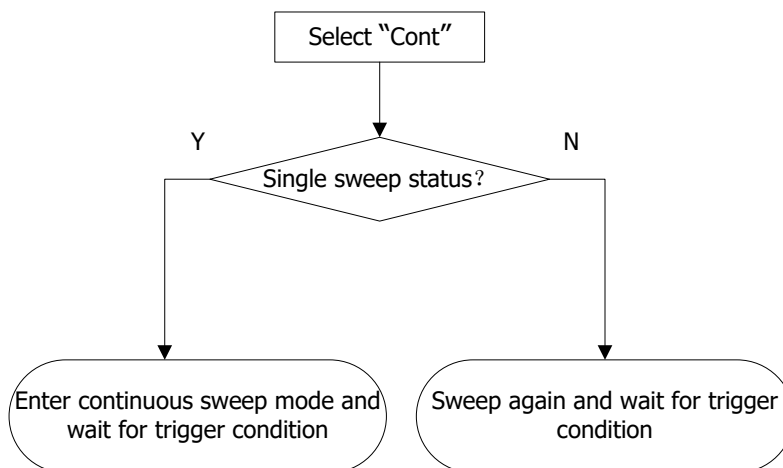 Select “Cont”
Y
N
Single sweep status？
Enter continuous sweep mode and
wait for trigger condition
Sweep again and wait for trigger
condition